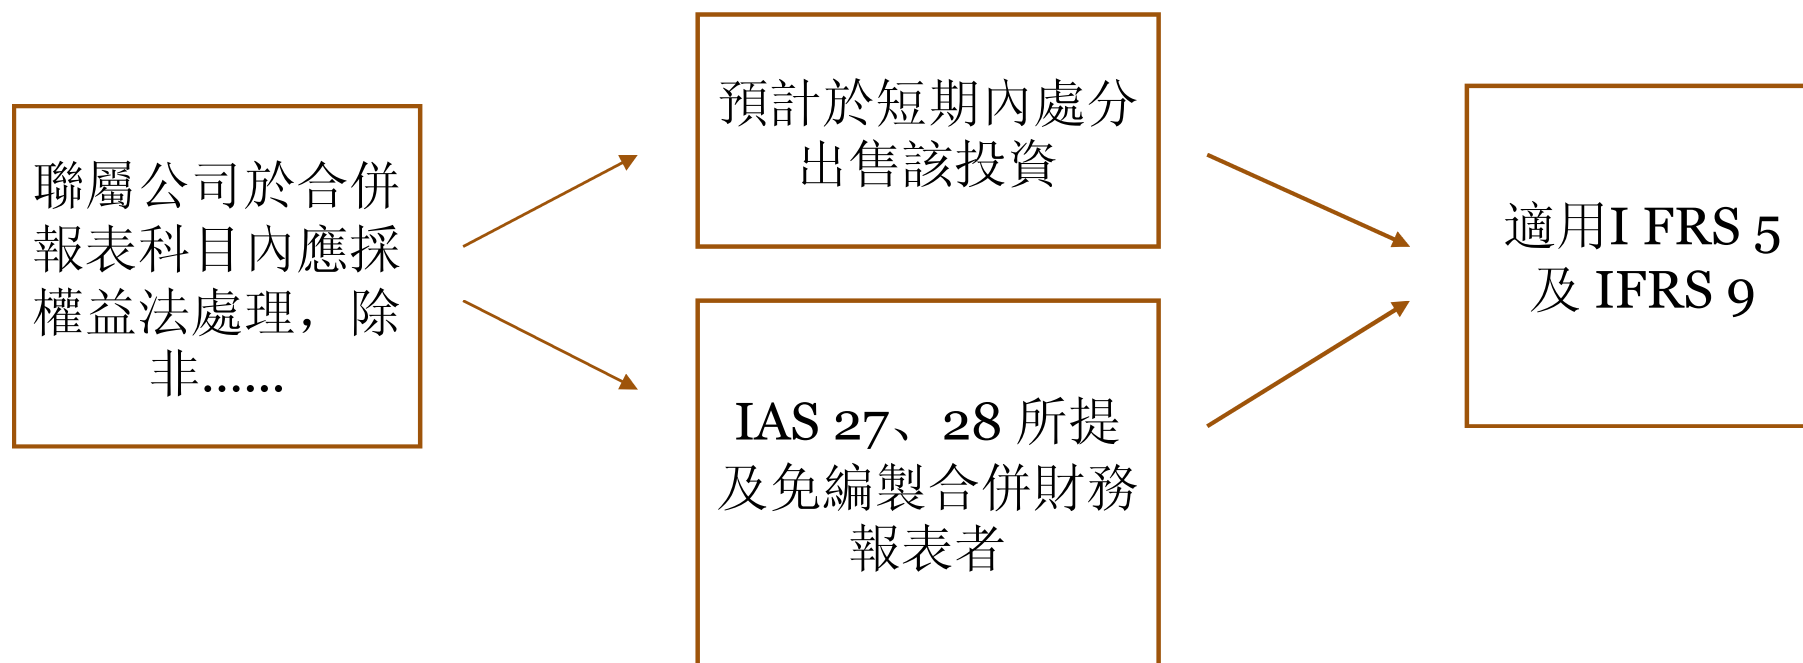 聯屬公司於合併
報表科目內應採
權益法處理，除
非......
預計於短期內處分
出售該投資
IAS 27、28 所提
及免編製合併財務
報表者
適用I FRS 5
及 IFRS 9